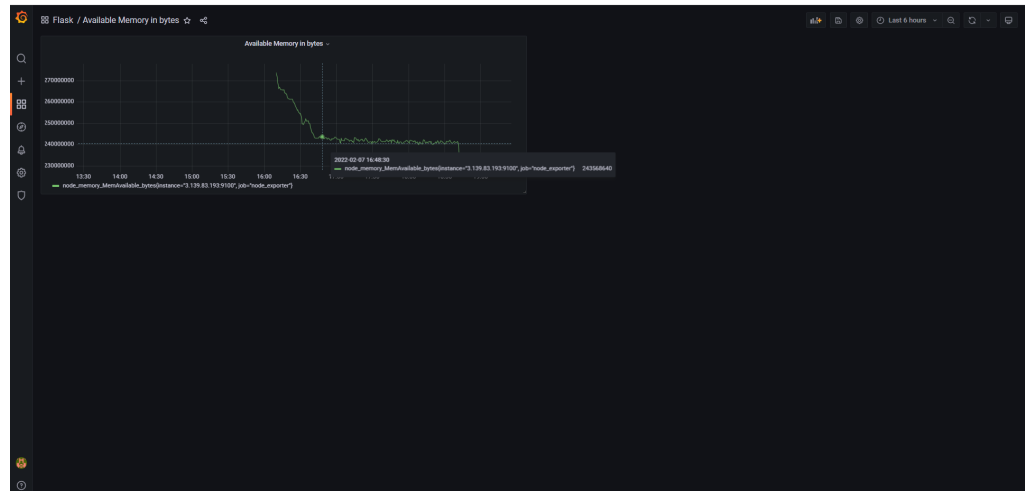 Flask / Available Memory in bytes
Last 6 hours
Available Memory in bytes
270000000
260000000
250000000
240000000
230000000
13:30 14:00 14:30 15:00 15:30 16:00 16:30
2022-02-07 16:48:30
node_memory_MemAvailable_bytes{instance="3.139.83.193:9100", job="node_exporter"} 243568640
node_memory_MemAvailable_bytes{instance="3.139.83.193:9100", job="node_exporter"}